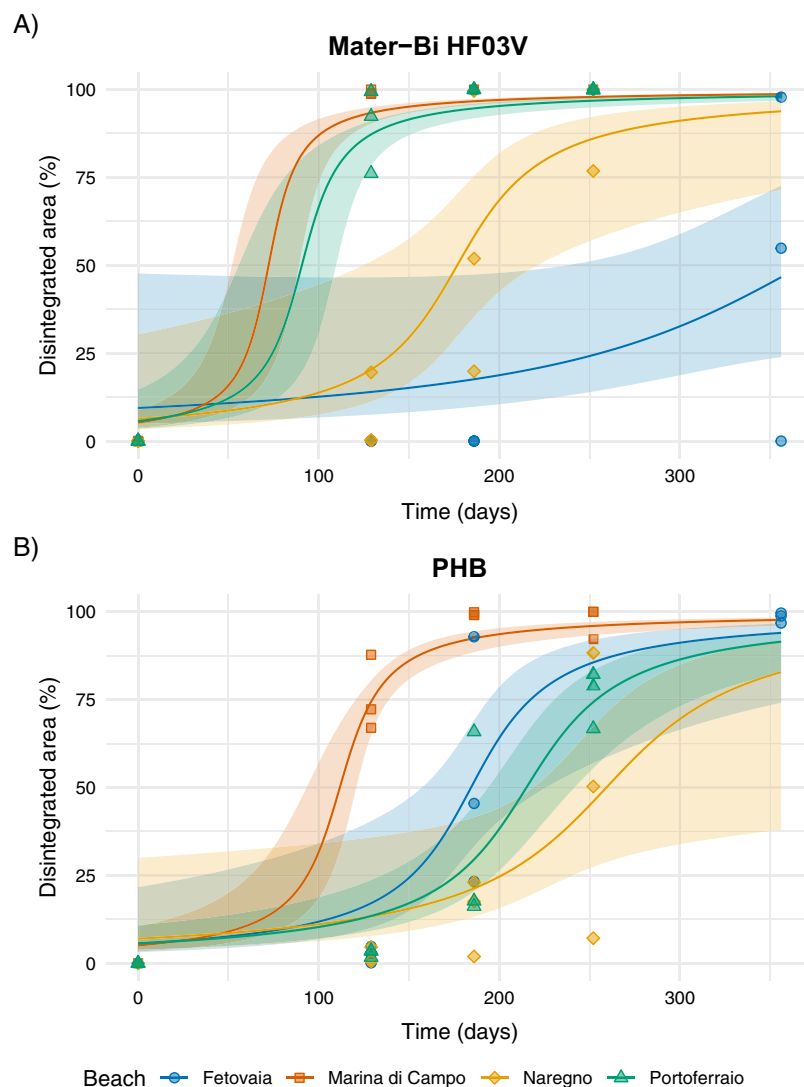 A)
Mater−Bi HF03V
100
75
50
25
0
Disintegrated area (%)
0 100 200 300
Time (days)
B)
PHB
100
75
50
25
0
Disintegrated area (%)
0 100 200 300
Time (days)
Beach Fetovaia Marina di Campo Naregno Portoferraio